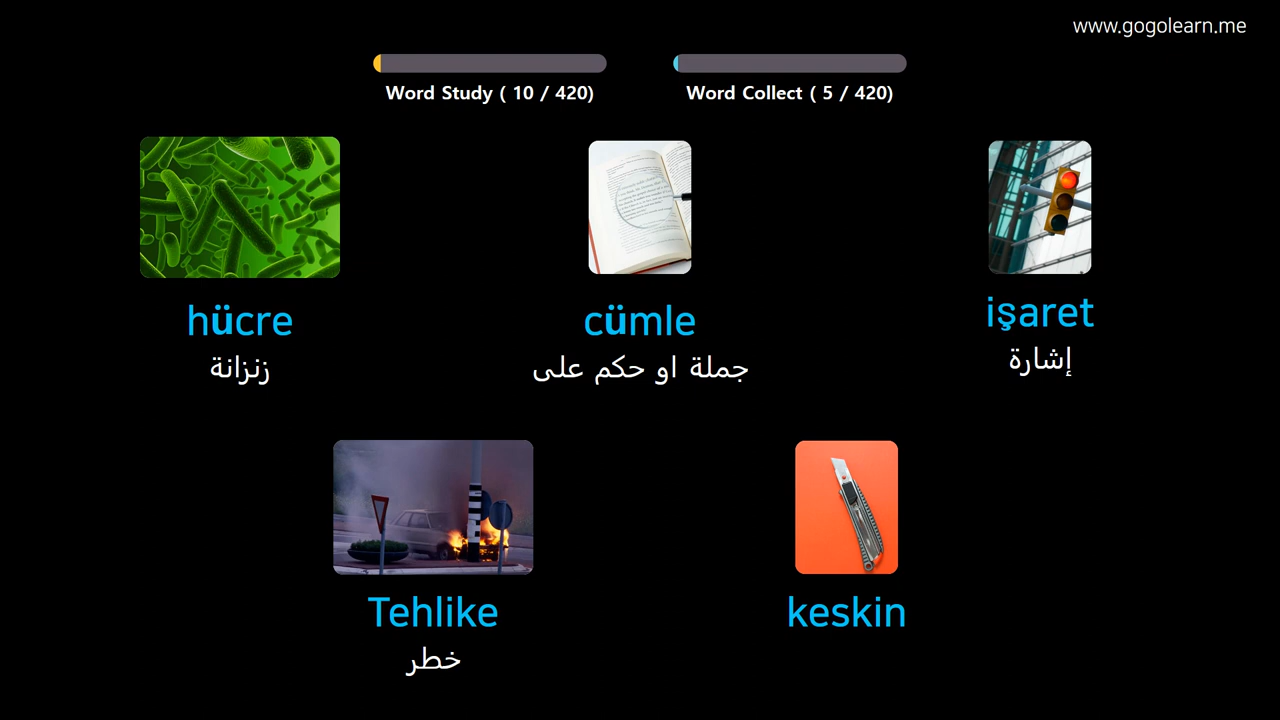 www.gogolearn.me
Word Study ( 10 / 420)
Word Collect ( 5 / 420)
hücre
زنزانة
cümle
جملة او حكم على
işaret
إشارة
Tehlike
خطر
keskin